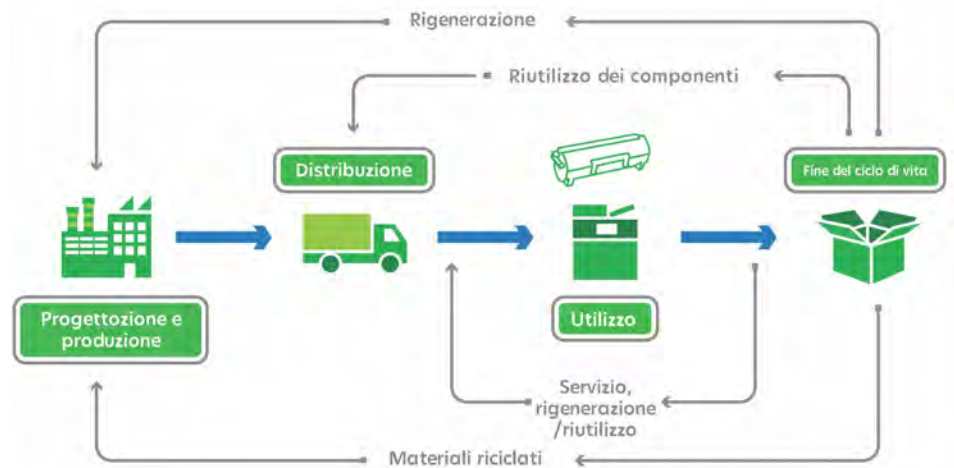 Rigenerazione
Riutilizzo dei componenti
Distribuzione
Fine del ciclo di vita
Progettozione e
produzione
Utilizzo
Servizio,
rigenerazione
/riutilizzo
Materiali riciclati